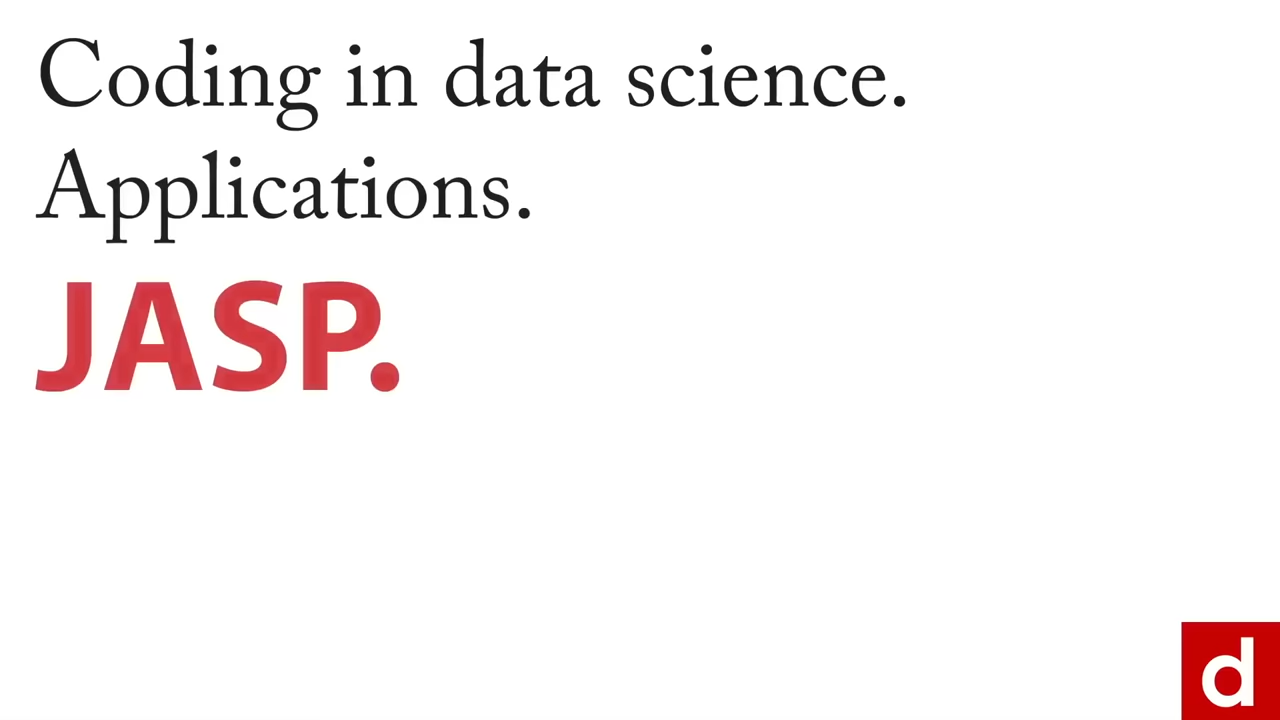 Coding in data science.
Applications.
JASP.
d